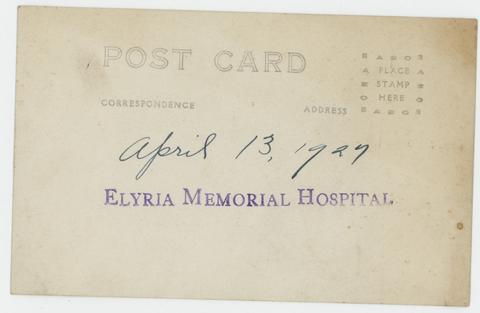 POST CARD
PLACE
STAMP
HERE
CORRESPONDENCE
ADDRESS
April 13, 1927
ELYRIA MEMORIAL HOSPITAL